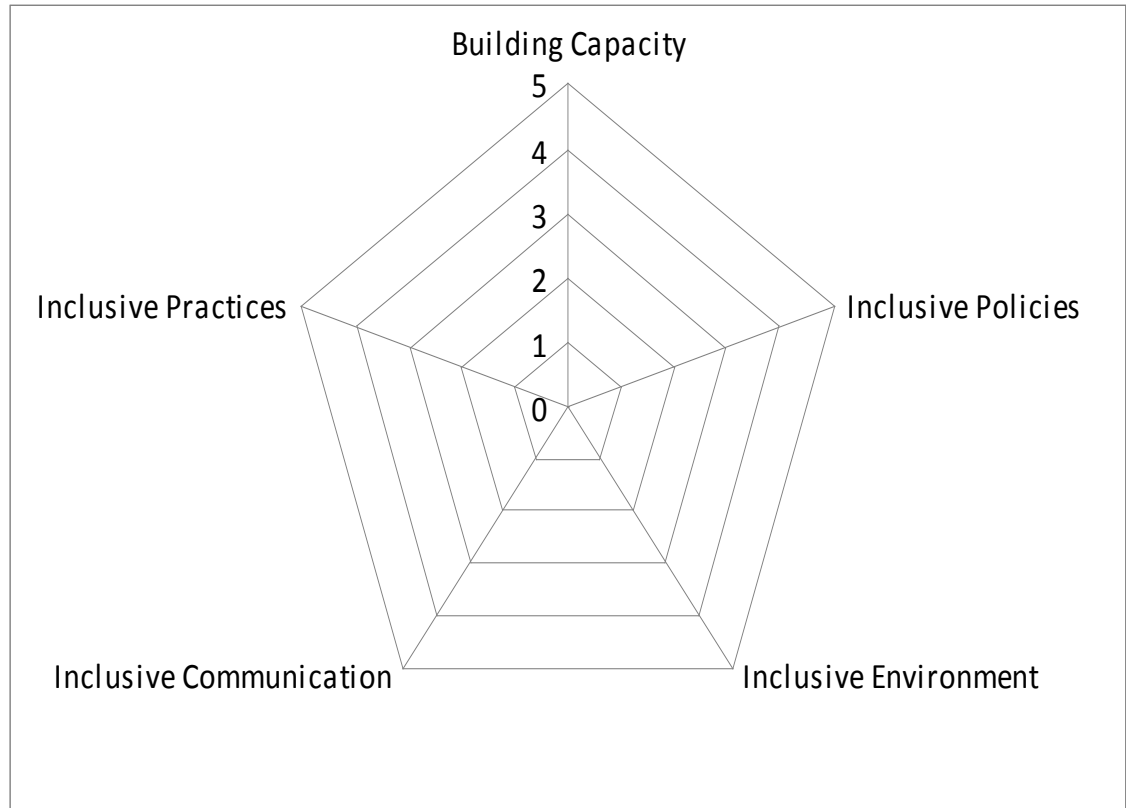 Building Capacity
5
4
3
2
1
0
Inclusive Practices
Inclusive Policies
Inclusive Communication
Inclusive Environment